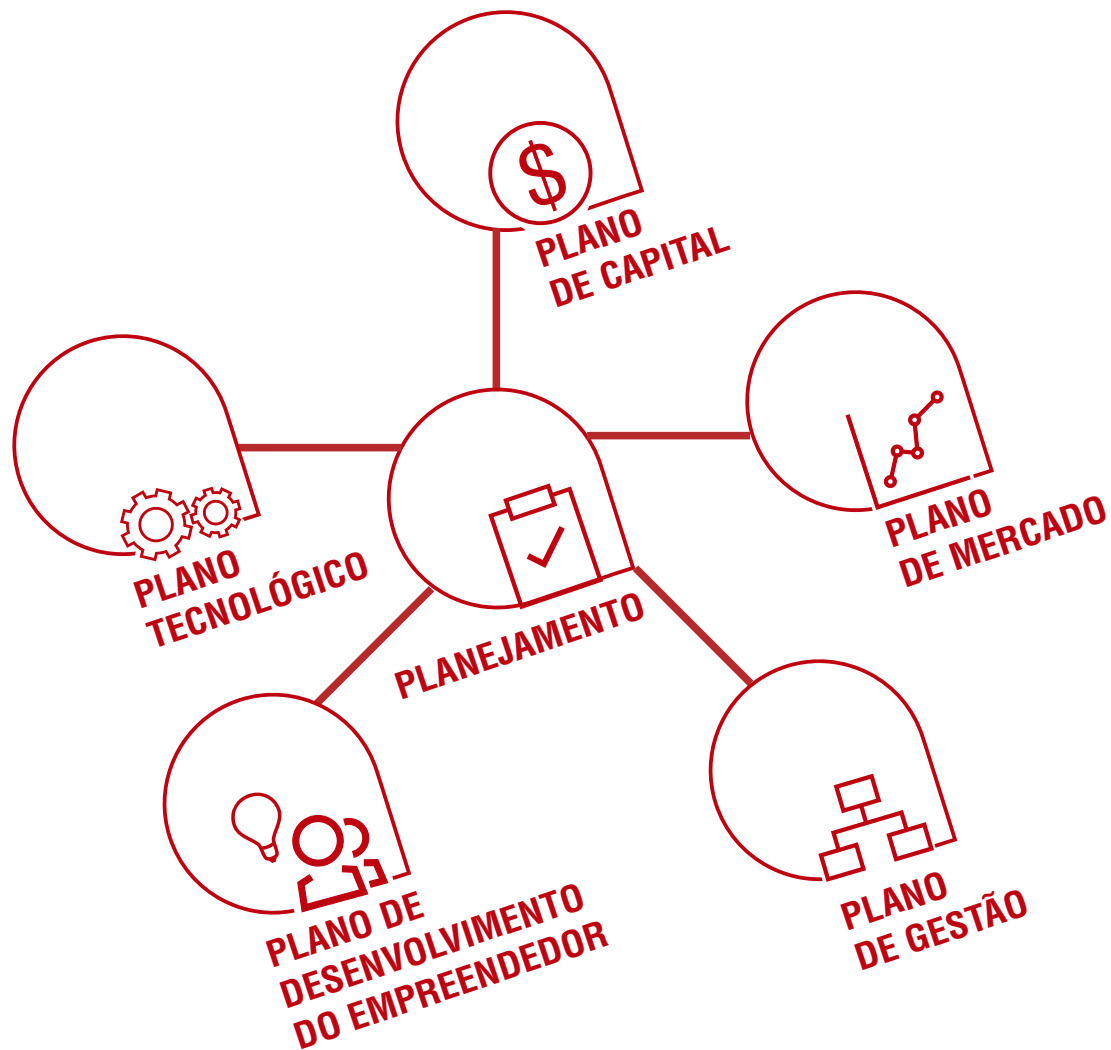 $
PLANO
DE CAPITAL
PLANO
DE MERCADO
PLANO
TECNOLÓGICO
PLANEJAMENTO
PLANO
DE GESTÃO
PLANO DE
DESENVOLVIMENTO
DO EMPREENDEDOR